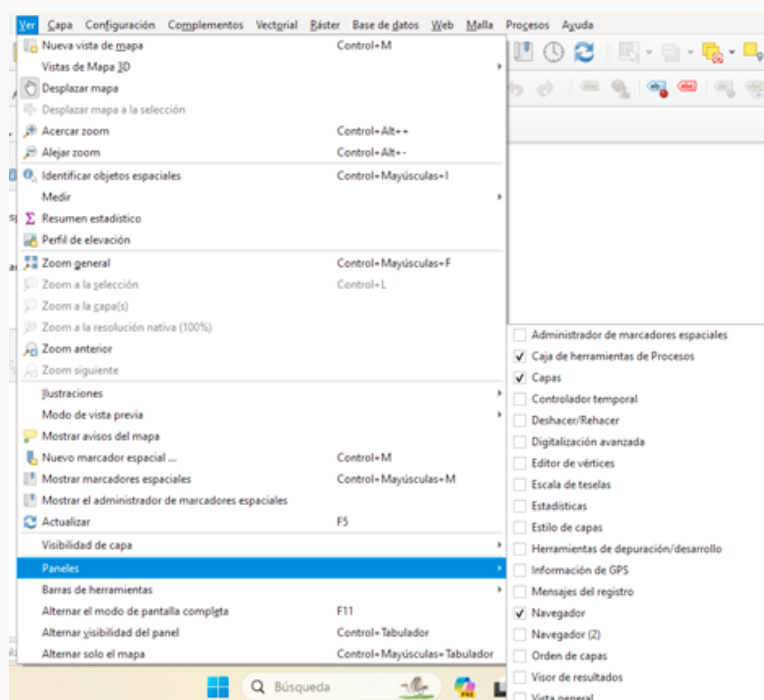 Ver Capa Configuración Complementos Vectorial Ráster Base de datos Web Malla Procesos Ayuda
Nueva vista de mapa Control+M
Vistas de Mapa 3D
Desplazar mapa
Desplazar mapa a la selección
Acercar zoom Control+Alt++
Alejar zoom Control+Alt+-
Identificar objetos espaciales Control+Mayúsculas+I
Medir
Resumen estadístico
Perfil de elevación
Zoom general Control+Mayúsculas+F
Zoom a la selección Control+L
Zoom a la capa(s)
Zoom a la resolución nativa (100%)
Zoom anterior
Zoom siguiente
Ilustraciones
Modo de vista previa
Mostrar avisos del mapa
Nuevo marcador espacial ... Control+M
Mostrar marcadores espaciales Control+Mayúsculas+M
Mostrar el administrador de marcadores espaciales
Actualizar F5
Visibilidad de capa
Paneles
Barras de herramientas
Alternar el modo de pantalla completa F11
Alternar visibilidad del panel Control+Tabulador
Alternar solo el mapa Control+Mayúsculas+Tabulador
Administrador de marcadores espaciales
Caja de herramientas de Procesos
Capas
Controlador temporal
Deshacer/Rehacer
Digitalización avanzada
Editor de vértices
Escala de teselas
Estadísticas
Estilo de capas
Herramientas de depuración/desarrollo
Información de GPS
Mensajes del registro
Navegador
Navegador (2)
Orden de capas
Visor de resultados
Vista general
Búsqueda
PRE